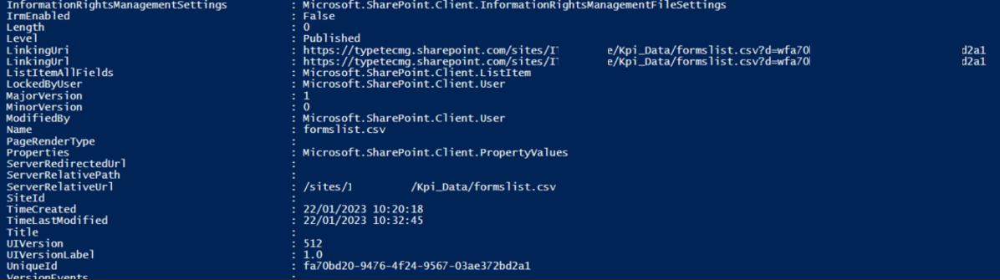 InformationRightsManagementSettings : Microsoft.SharePoint.Client.InformationRightsManagementFileSettings
IrmEnabled : False
Length : 0
Level : Published
LinkingUri : https://typetecmg.sharepoint.com/sites/I e/Kpi_Data/formslist.csv?d=wfa70 d2a1
LinkingUrl : https://typetecmg.sharepoint.com/sites/I e/Kpi_Data/formslist.csv?d=wfa70 d2a1
ListItemAllFields : Microsoft.SharePoint.Client.ListItem
LockedByUser : Microsoft.SharePoint.Client.User
MajorVersion : 1
MinorVersion : 0
ModifiedBy : Microsoft.SharePoint.Client.User
Name : formslist.csv
PageRenderType :
Properties : Microsoft.SharePoint.Client.PropertyValues
ServerRedirectedUrl :
ServerRelativePath :
ServerRelativeUrl : /sites/ /Kpi_Data/formslist.csv
SiteId :
TimeCreated : 22/01/2023 10:20:18
TimeLastModified : 22/01/2023 10:32:45
Title :
UIVersion : 512
UIVersionLabel : 1.0
UniqueId : fa70bd20-9476-4f24-9567-03ae372bd2a1
VersionEvents :